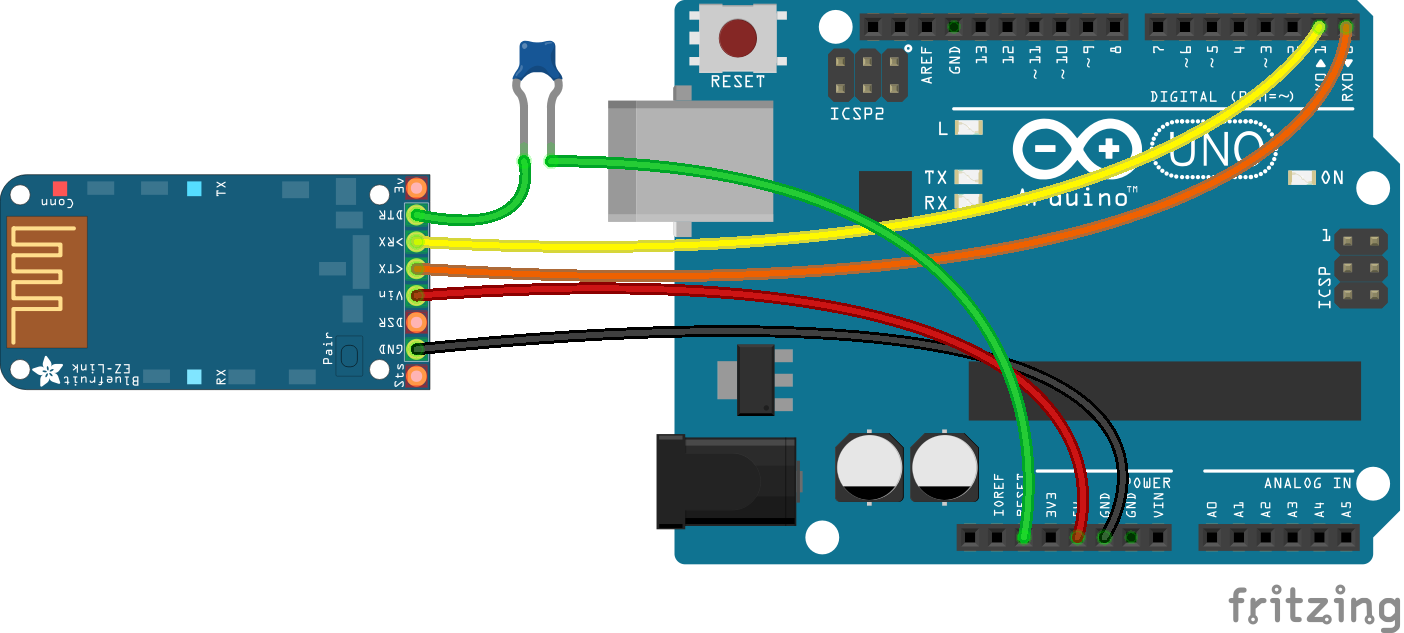 RESET
ICSP2
AREF
GND
13
12
~11
~10
~9
8
7
~6
~5
4
~3
2
1
RX0
DIGITAL (PWM=~)
L
TX
RX
UNO
Arduino™
ON
1
ICSP
Conn
TX
3v
DTR
>RX
<TX
Vin
DSR
GND
Sts
Pair
RX
Bluefruit
EZ-Link
IOREF
RESET
3V3
5V
GND
GND
VIN
POWER
ANALOG IN
A0
A1
A2
A3
A4
A5
fritzing